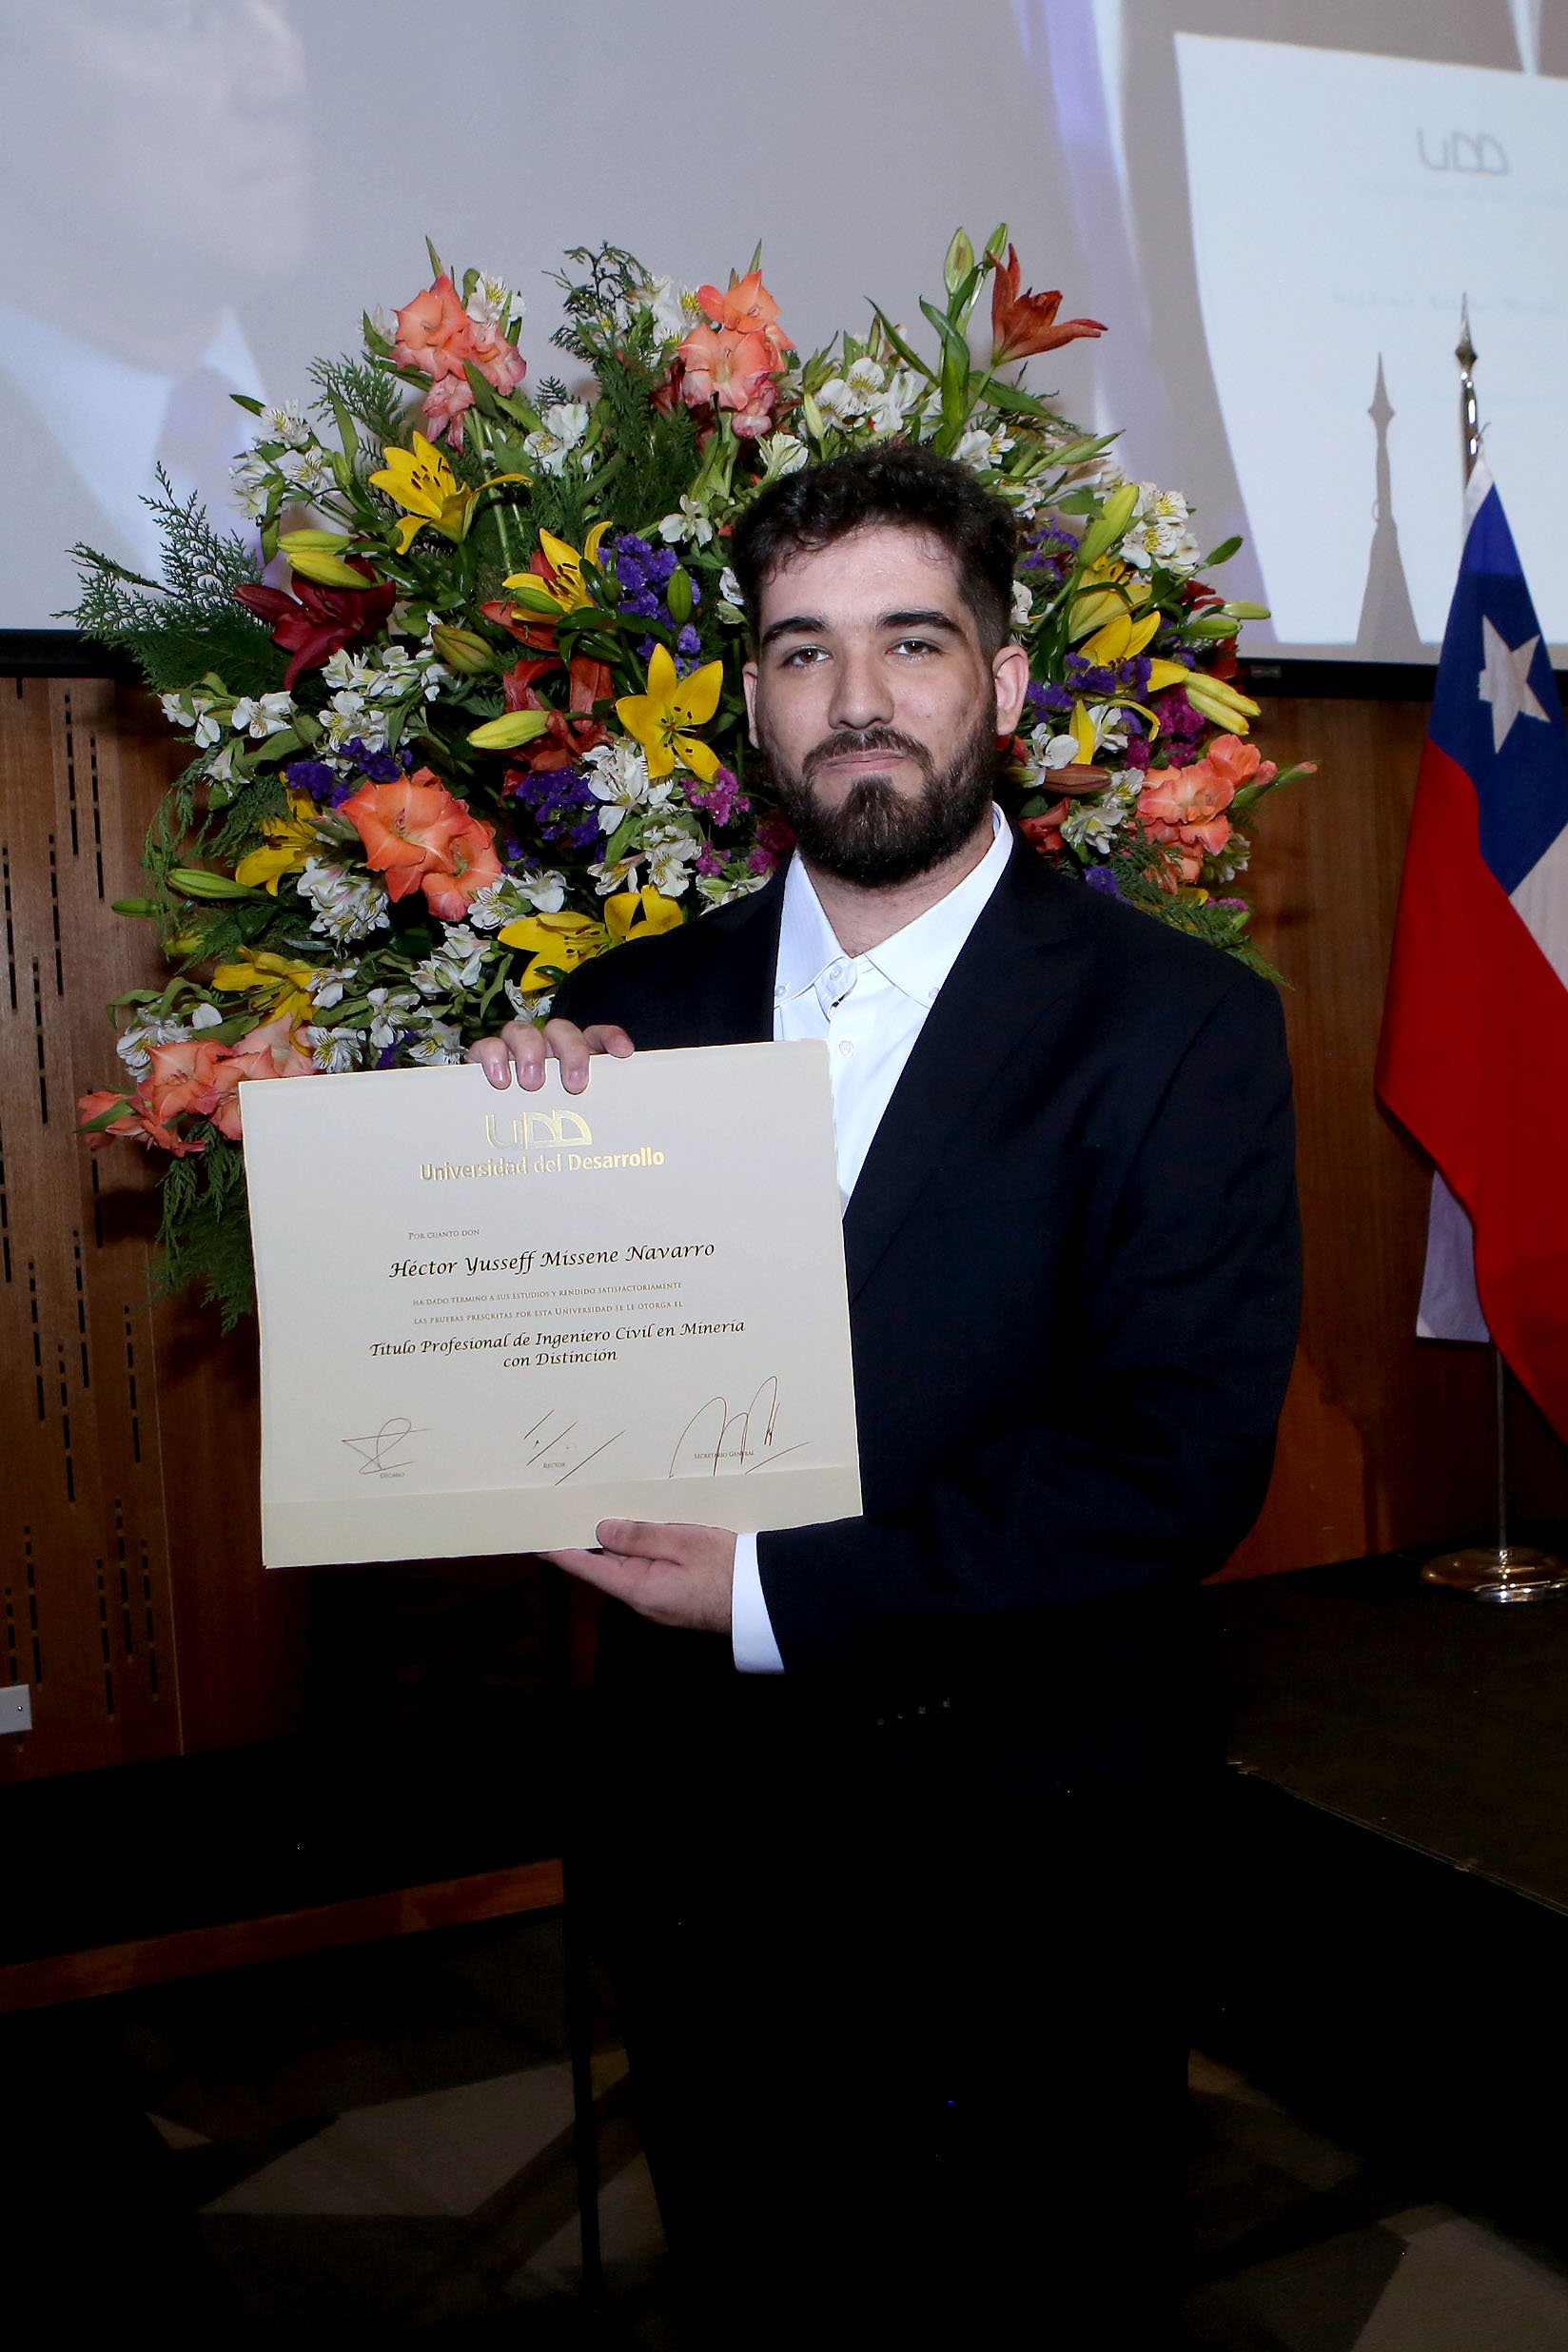 UDD
UDD
Universidad del Desarrollo
Por cuanto don
Héctor Yusseff Missene Navarro
ha dado término a sus estudios y rendido satisfactoriamente
las pruebas prescritas por esta Universidad se le otorga el
Título Profesional de Ingeniero Civil en Minería
con Distinción
Decano
Rector
Secretario General